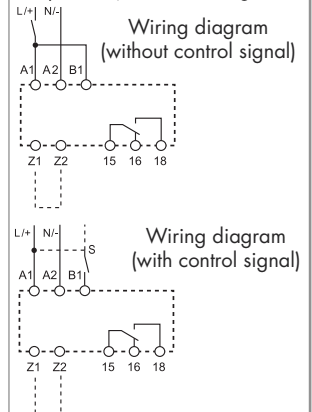 L/+ N/-
Wiring diagram
(without control signal)
A1 A2 B1
Z1 Z2 15 16 18
L/+ N/-
Wiring diagram
S
(with control signal)
A1 A2 B1
Z1 Z2 15 16 18